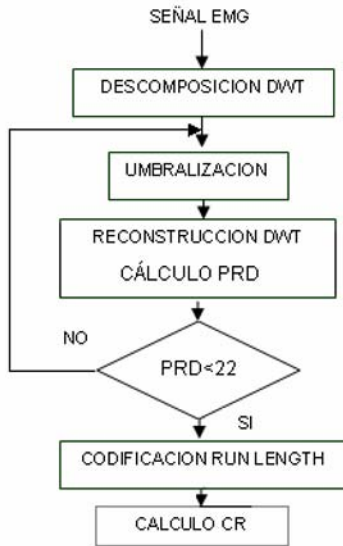 SEÑAL EMG
DESCOMPOSICION DWT
UMBRALIZACION
RECONSTRUCCION DWT
CÁLCULO PRD
NO
PRD<22
SI
CODIFICACION RUN LENGTH
CALCULO CR